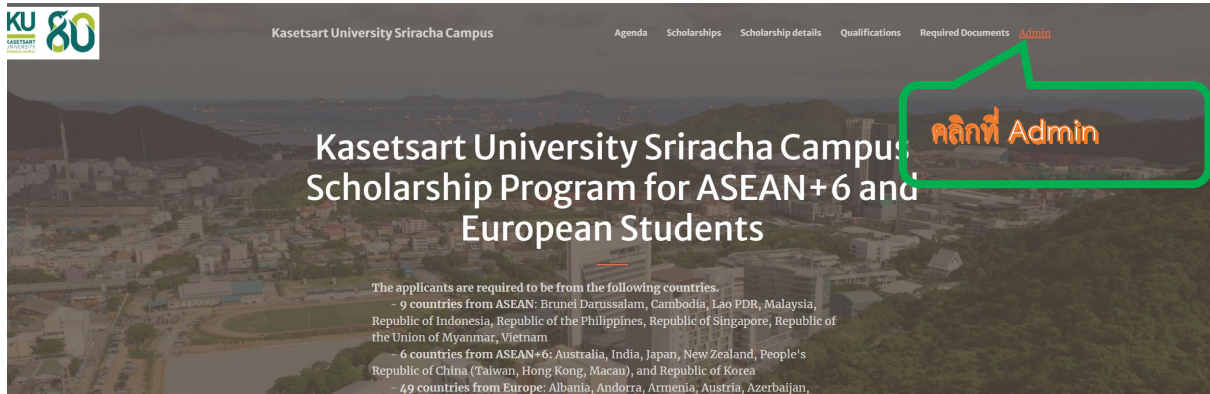 KU 80
KASETSART
UNIVERSITY
Kasetsart University Sriracha Campus
Agenda Scholarships Scholarship details Qualifications Required Documents Admin
คลิกที่ Admin
Kasetsart University Sriracha Campus
Scholarship Program for ASEAN+6 and
European Students
The applicants are required to be from the following countries.
- 9 countries from ASEAN: Brunei Darussalam, Cambodia, Lao PDR, Malaysia,
Republic of Indonesia, Republic of the Philippines, Republic of Singapore, Republic of
the Union of Myanmar, Vietnam
- 6 countries from ASEAN+6: Australia, India, Japan, New Zealand, People's
Republic of China (Taiwan, Hong Kong, Macau), and Republic of Korea
- 49 countries from Europe: Albania, Andorra, Armenia, Austria, Azerbaijan,